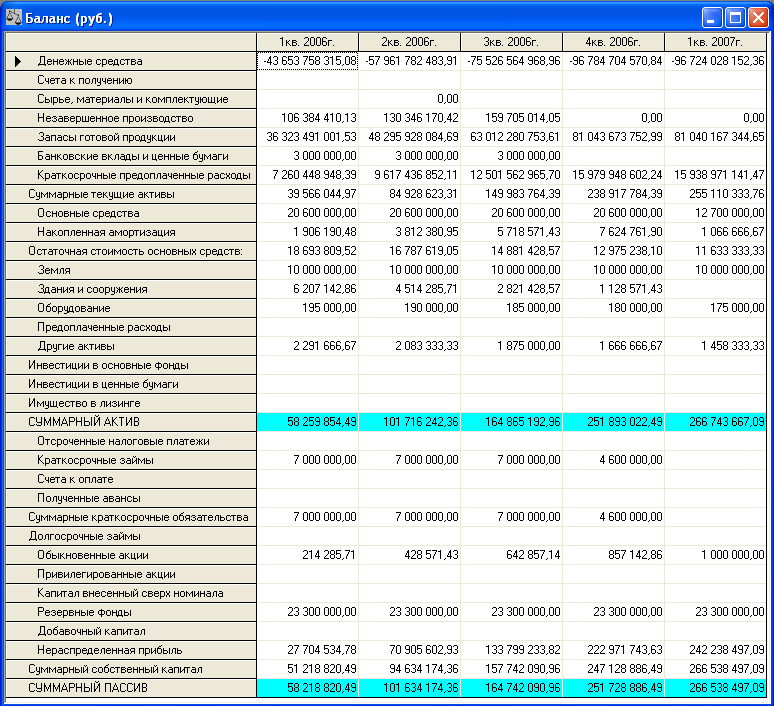 Баланс (руб.)
1кв. 2006г. 2кв. 2006г. 3кв. 2006г. 4кв. 2006г. 1кв. 2007г.
Денежные средства -43 653 758 315,08 -57 961 782 483,91 -75 526 564 968,96 -96 784 704 570,84 -96 724 028 152,36
Счета к получению
Сырье, материалы и комплектующие 0,00
Незавершенное производство 106 384 410,13 130 346 170,42 159 705 014,05 0,00 0,00
Запасы готовой продукции 36 323 491 001,53 48 295 928 084,69 63 012 280 753,61 81 043 673 752,99 81 040 167 344,65
Банковские вклады и ценные бумаги 3 000 000,00 3 000 000,00 3 000 000,00
Краткосрочные предоплаченные расходы 7 260 448 948,39 9 617 436 852,11 12 501 562 965,70 15 979 948 602,24 15 938 971 141,47
Суммарные текущие активы 39 566 044,97 84 928 623,31 149 983 764,39 238 917 784,39 255 110 333,76
Основные средства 20 600 000,00 20 600 000,00 20 600 000,00 20 600 000,00 12 700 000,00
Накопленная амортизация 1 906 190,48 3 812 380,95 5 718 571,43 7 624 761,90 1 066 666,67
Остаточная стоимость основных средств: 18 693 809,52 16 787 619,05 14 881 428,57 12 975 238,10 11 633 333,33
Земля 10 000 000,00 10 000 000,00 10 000 000,00 10 000 000,00 10 000 000,00
Здания и сооружения 6 207 142,86 4 514 285,71 2 821 428,57 1 128 571,43
Оборудование 195 000,00 190 000,00 185 000,00 180 000,00 175 000,00
Предоплаченные расходы
Другие активы 2 291 666,67 2 083 333,33 1 875 000,00 1 666 666,67 1 458 333,33
Инвестиции в основные фонды
Инвестиции в ценные бумаги
Имущество в лизинге
СУММАРНЫЙ АКТИВ 58 259 854,49 101 716 242,36 164 865 192,96 251 893 022,49 266 743 667,09
Отсроченные налоговые платежи
Краткосрочные займы 7 000 000,00 7 000 000,00 7 000 000,00 4 600 000,00
Счета к оплате
Полученные авансы
Суммарные краткосрочные обязательства 7 000 000,00 7 000 000,00 7 000 000,00 4 600 000,00
Долгосрочные займы
Обыкновенные акции 214 285,71 428 571,43 642 857,14 857 142,86 1 000 000,00
Привилегированные акции
Капитал внесенный сверх номинала
Резервные фонды 23 300 000,00 23 300 000,00 23 300 000,00 23 300 000,00 23 300 000,00
Добавочный капитал
Нераспределенная прибыль 27 704 534,78 70 905 602,93 133 799 233,82 222 971 743,63 242 238 497,09
Суммарный собственный капитал 51 218 820,49 94 634 174,36 157 742 090,96 247 128 886,49 266 538 497,09
СУММАРНЫЙ ПАССИВ 58 218 820,49 101 634 174,36 164 742 090,96 251 728 886,49 266 538 497,09